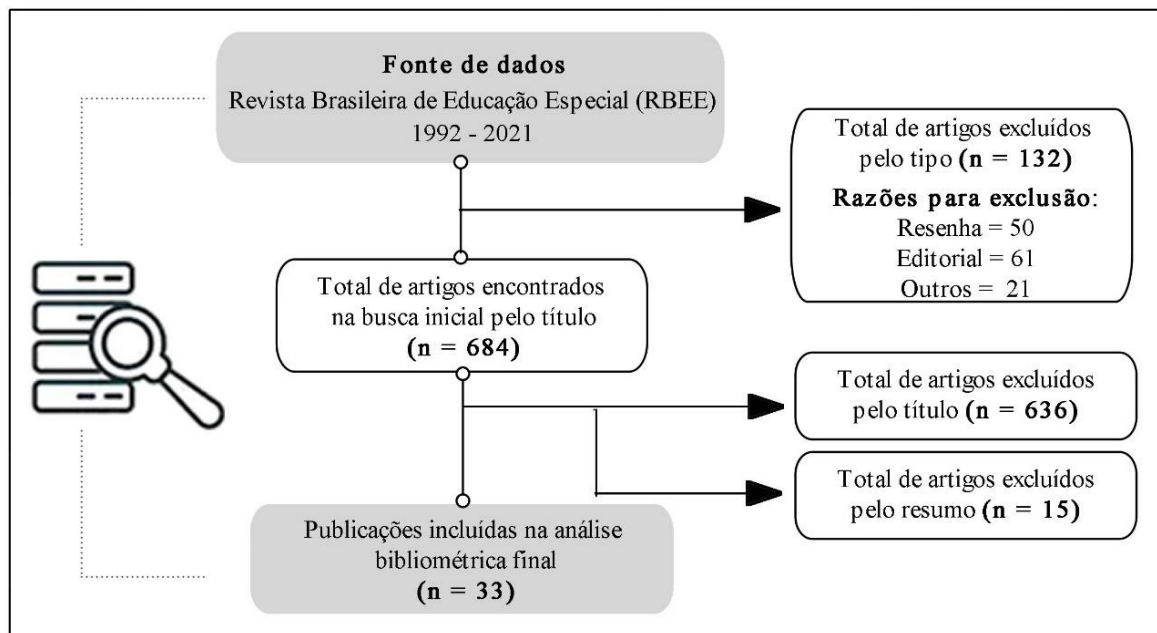 Fonte de dados
Revista Brasileira de Educação Especial (RBEE)
1992 - 2021
Total de artigos excluídos
pelo tipo (n = 132)
Razões para exclusão:
Resenha = 50
Editorial = 61
Outros = 21
Total de artigos encontrados
na busca inicial pelo título
(n = 684)
Total de artigos excluídos
pelo título (n = 636)
Total de artigos excluídos
pelo resumo (n = 15)
Publicações incluídas na análise
bibliométrica final
(n = 33)